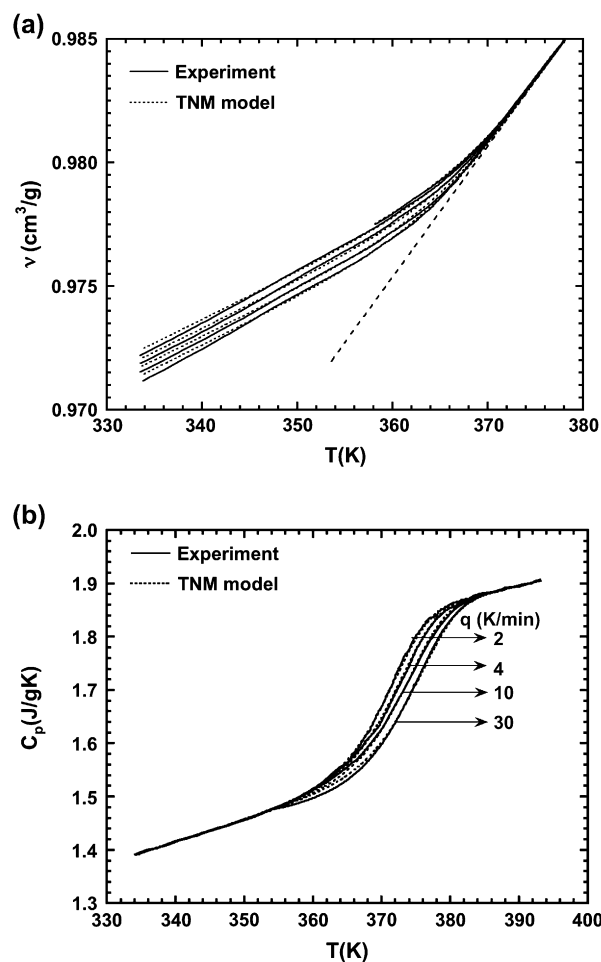 (a)
0.985
0.980
0.975
0.970
ν (cm³/g)
Experiment
TNM model
330 340 350 360 370 380
T(K)
(b)
2.0
1.9
1.8
1.7
1.6
1.5
1.4
1.3
Cₚ(J/gK)
Experiment
TNM model
q (K/min)
2
4
10
30
330 340 350 360 370 380 390 400
T(K)